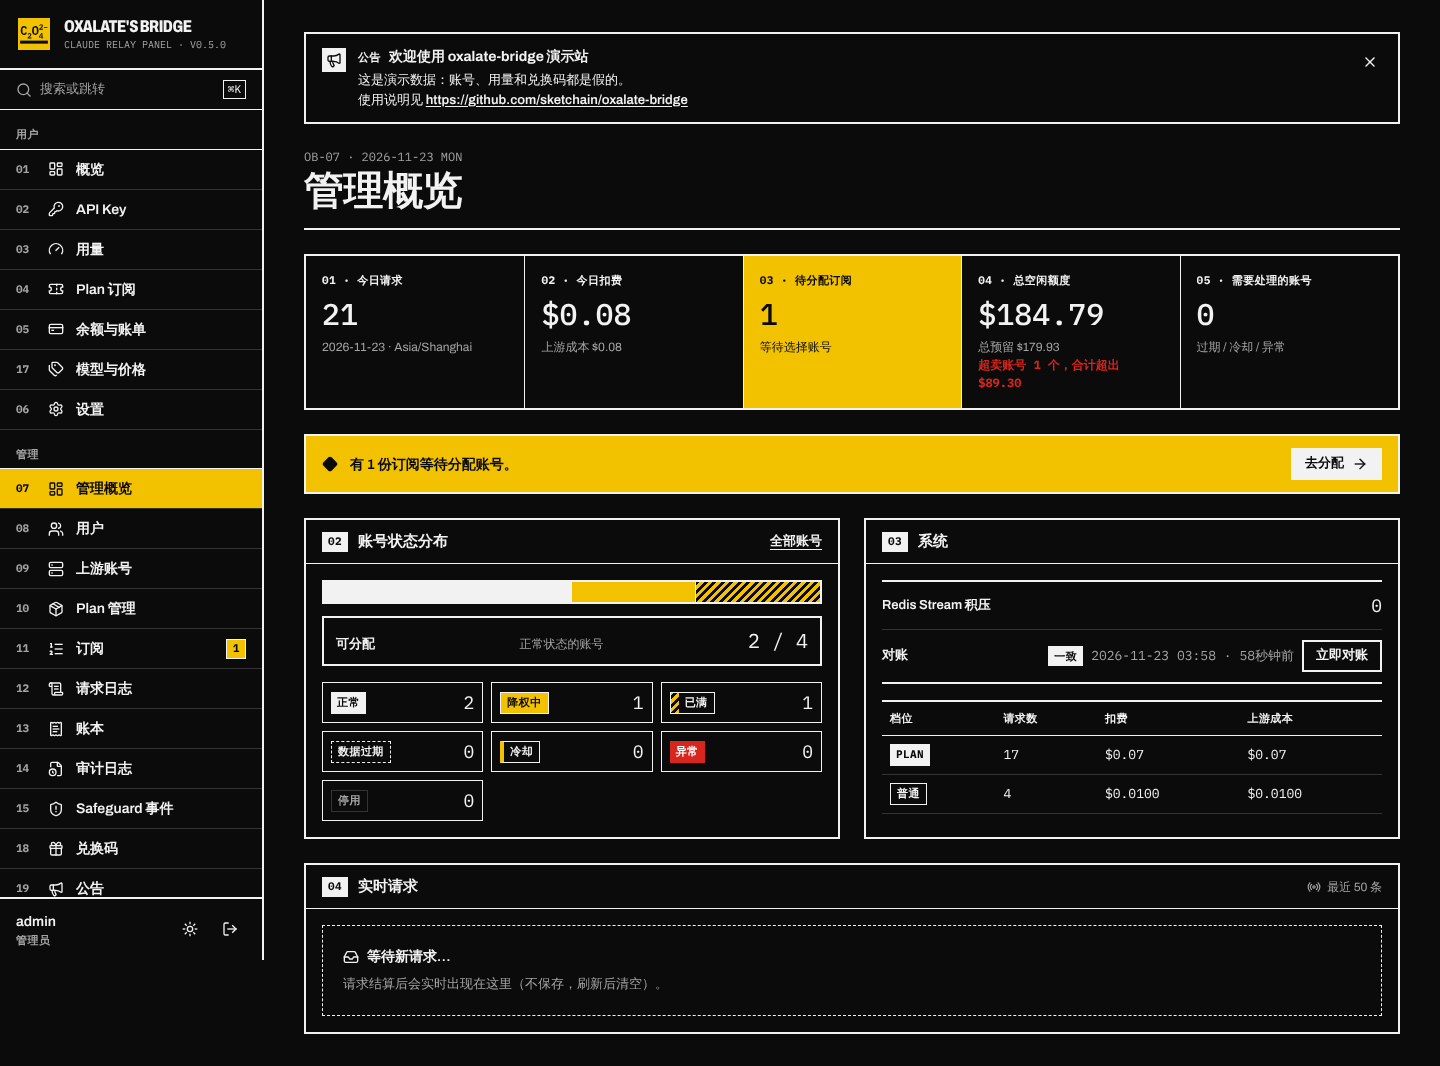 C₂O₄²⁻
OXALATE'S BRIDGE
CLAUDE RELAY PANEL · V0.5.0
搜索或跳转 ⌘K
用户
01 概览
02 API Key
03 用量
04 Plan 订阅
05 余额与账单
17 模型与价格
06 设置
管理
07 管理概览
08 用户
09 上游账号
10 Plan 管理
11 订阅 1
12 请求日志
13 账本
14 审计日志
15 Safeguard 事件
18 兑换码
19 公告
admin
管理员
公告 欢迎使用 oxalate-bridge 演示站
这是演示数据：账号、用量和兑换码都是假的。
使用说明见 https://github.com/sketchain/oxalate-bridge
OB-07 · 2026-11-23 MON
管理概览
01 · 今日请求
21
2026-11-23 · Asia/Shanghai
02 · 今日扣费
$0.08
上游成本 $0.08
03 · 待分配订阅
1
等待选择账号
04 · 总空闲额度
$184.79
总预留 $179.93
超卖账号 1 个，合计超出
$89.30
05 · 需要处理的账号
0
过期 / 冷却 / 异常
有 1 份订阅等待分配账号。
去分配
02 账号状态分布 全部账号
可分配 正常状态的账号 2 / 4
正常 2
降权中 1
已满 1
数据过期 0
冷却 0
异常 0
停用 0
03 系统
Redis Stream 积压 0
对账 一致 2026-11-23 03:58 · 58秒钟前 立即对账
档位 请求数 扣费 上游成本
PLAN 17 $0.07 $0.07
普通 4 $0.0100 $0.0100
04 实时请求 最近 50 条
等待新请求…
请求结算后会实时出现在这里（不保存，刷新后清空）。